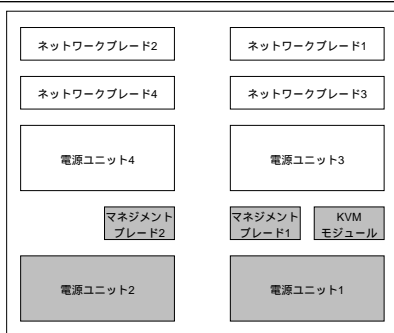 ネットワークブレード2
ネットワークブレード1
ネットワークブレード4
ネットワークブレード3
電源ユニット4
電源ユニット3
マネジメント
ブレード2
マネジメント
ブレード1
KVM
モジュール
電源ユニット2
電源ユニット1